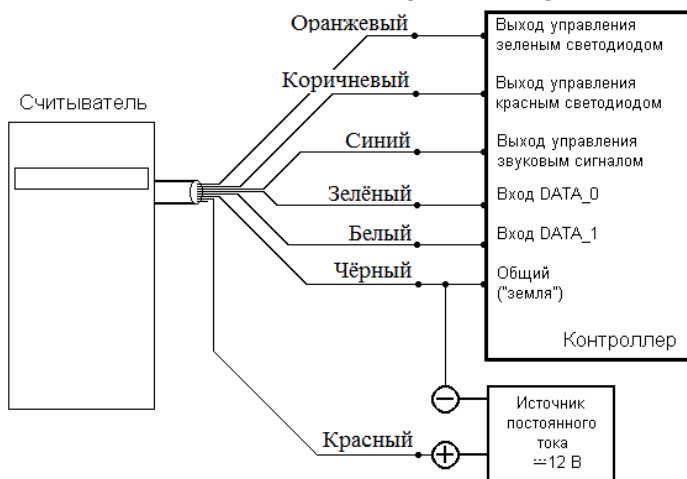 Оранжевый
Выход управления
зеленым светодиодом
Коричневый
Выход управления
красным светодиодом
Считыватель
Синий
Выход управления
звуковым сигналом
Зелёный
Вход DATA_0
Белый
Вход DATA_1
Чёрный
Общий
("земля")
Контроллер
Источник
постоянного
тока
⎓12 В
Красный